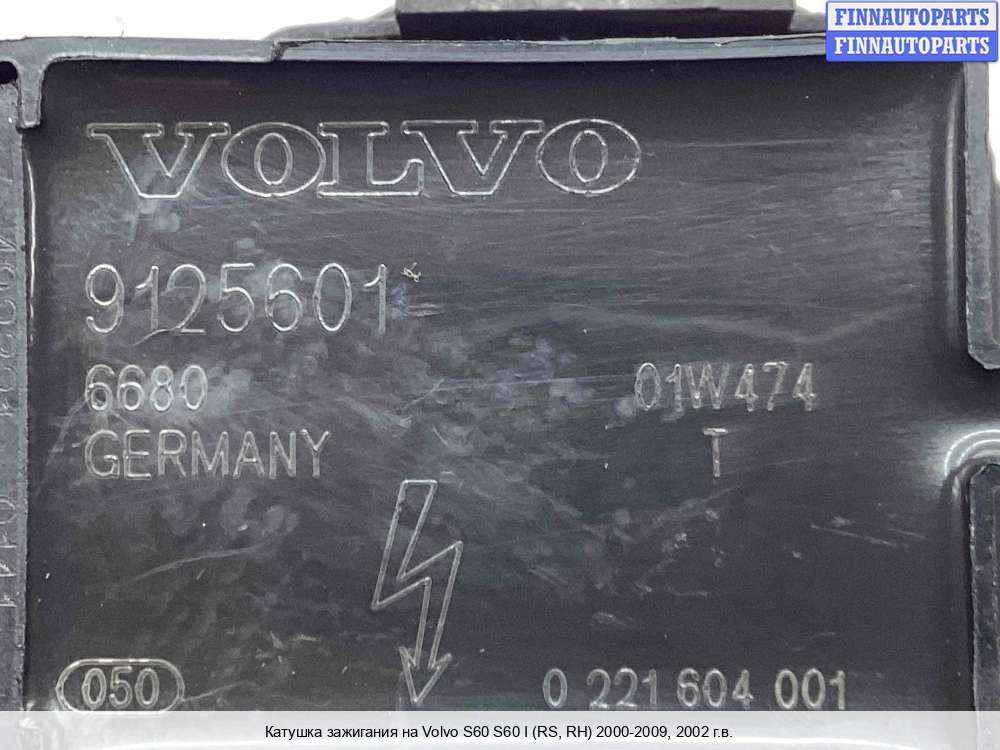 FINNAUTOPARTS
FINNAUTOPARTS
VOLVO
9125601
6680
01W474
GERMANY
T
050
0 221 604 001
Катушка зажигания на Volvo S60 S60 I (RS, RH) 2000-2009, 2002 г.в.